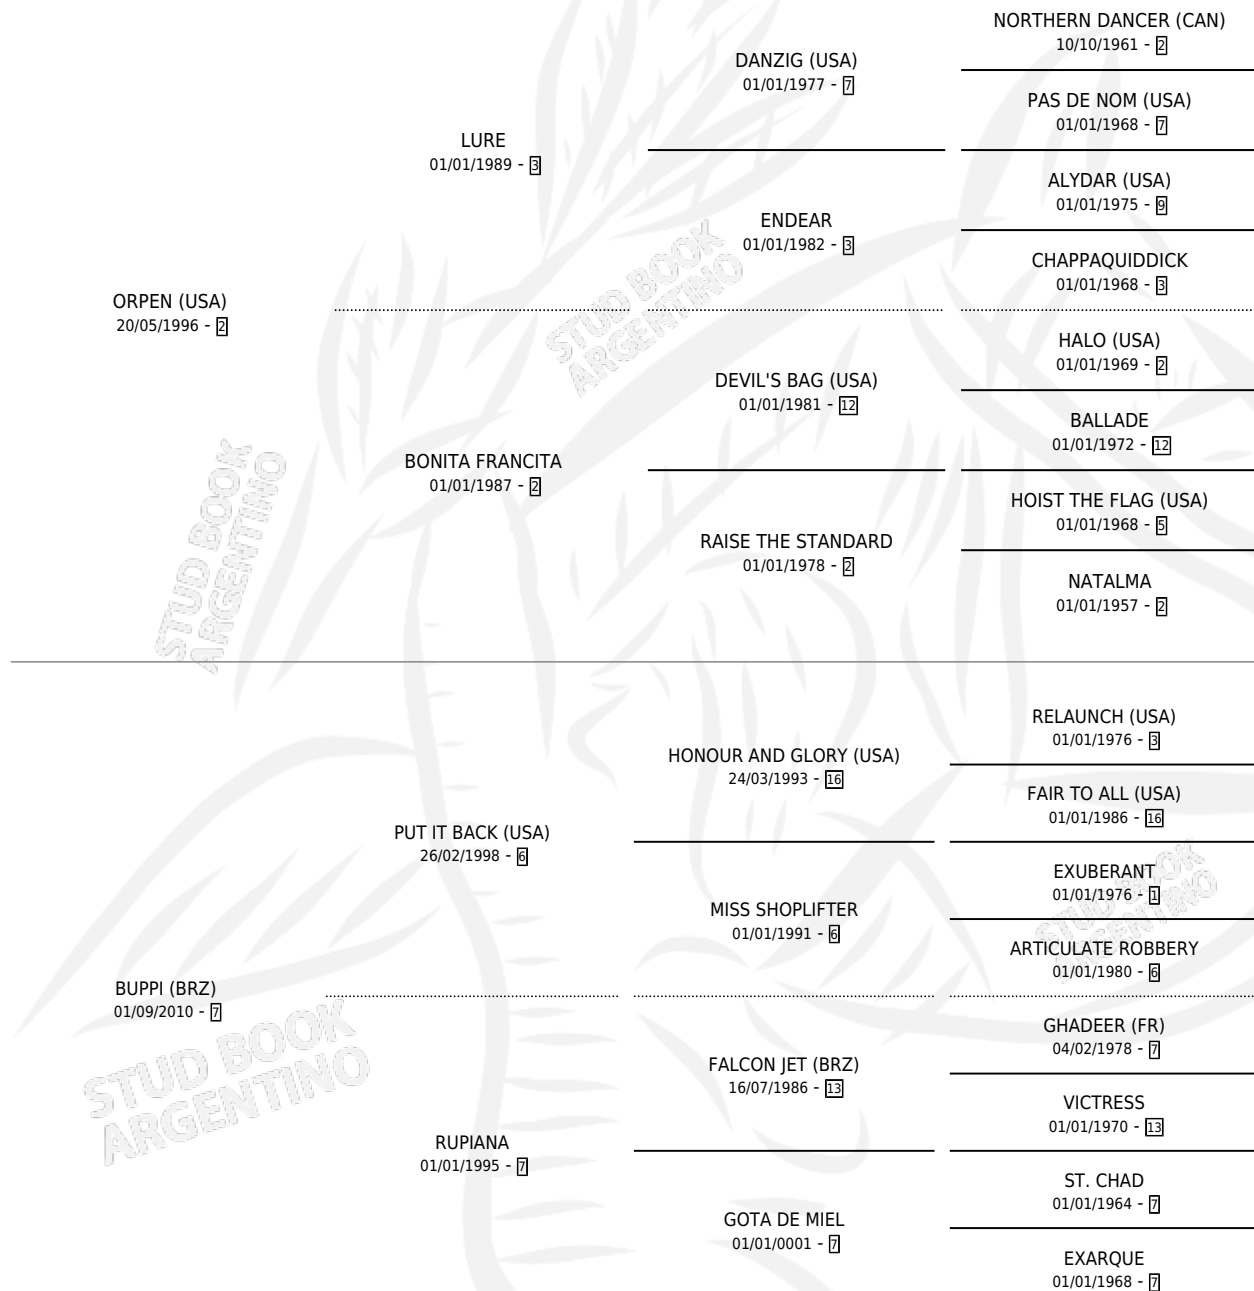 NORTHERN DANCER (CAN)
10/10/1961 - 2
DANZIG (USA)
01/01/1977 - 7
PAS DE NOM (USA)
01/01/1968 - 7
LURE
01/01/1989 - 3
ALYDAR (USA)
01/01/1975 - 9
ENDEAR
01/01/1982 - 3
CHAPPAQUIDDICK
01/01/1968 - 3
ORPEN (USA)
20/05/1996 - 2
STUD BOOK
ARGENTINO
HALO (USA)
01/01/1969 - 2
DEVIL'S BAG (USA)
01/01/1981 - 12
BALLADE
01/01/1972 - 12
BONITA FRANCITA
01/01/1987 - 2
HOIST THE FLAG (USA)
01/01/1968 - 5
RAISE THE STANDARD
01/01/1978 - 2
NATALMA
01/01/1957 - 2
STUD BOOK
ARGENTINO
RELAUNCH (USA)
01/01/1976 - 3
HONOUR AND GLORY (USA)
24/03/1993 - 16
FAIR TO ALL (USA)
01/01/1986 - 16
PUT IT BACK (USA)
26/02/1998 - 6
EXUBERANT
01/01/1976 - 1
MISS SHOPLIFTER
01/01/1991 - 6
STUD BOOK
ARGENTINO
ARTICULATE ROBBERY
01/01/1980 - 6
BUPPI (BRZ)
01/09/2010 - 7
GHADEER (FR)
04/02/1978 - 7
FALCON JET (BRZ)
16/07/1986 - 13
STUD BOOK
ARGENTINO
VICTRESS
01/01/1970 - 13
RUPIANA
01/01/1995 - 7
ST. CHAD
01/01/1964 - 7
GOTA DE MIEL
01/01/0001 - 7
EXARQUE
01/01/1968 - 7